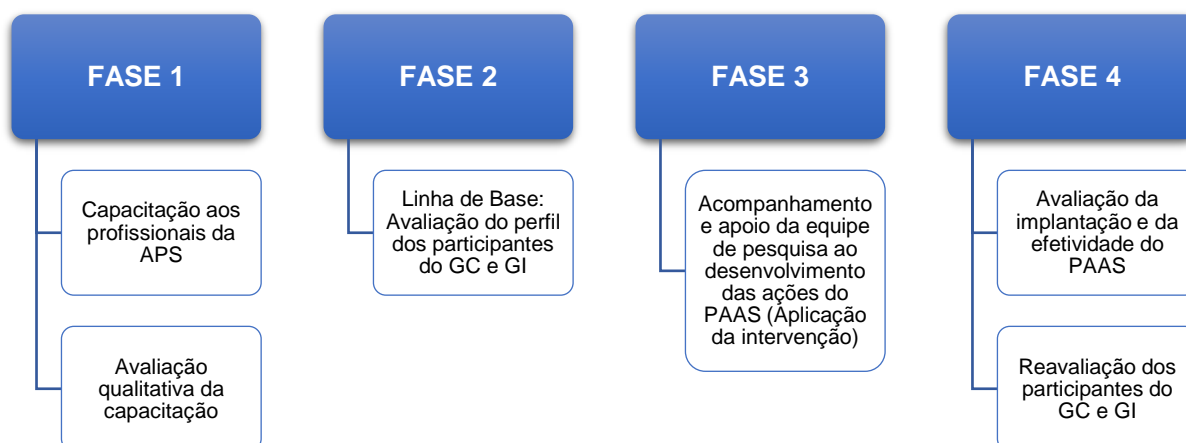 FASE 1
Capacitação aos
profissionais da
APS
Avaliação
qualitativa da
capacitação
FASE 2
Linha de Base:
Avaliação do perfil
dos participantes
do GC e GI
FASE 3
Acompanhamento
e apoio da equipe
de pesquisa ao
desenvolvimento
das ações do
PAAS (Aplicação
da intervenção)
FASE 4
Avaliação da
implantação e da
efetividade do
PAAS
Reavaliação dos
participantes do
GC e GI